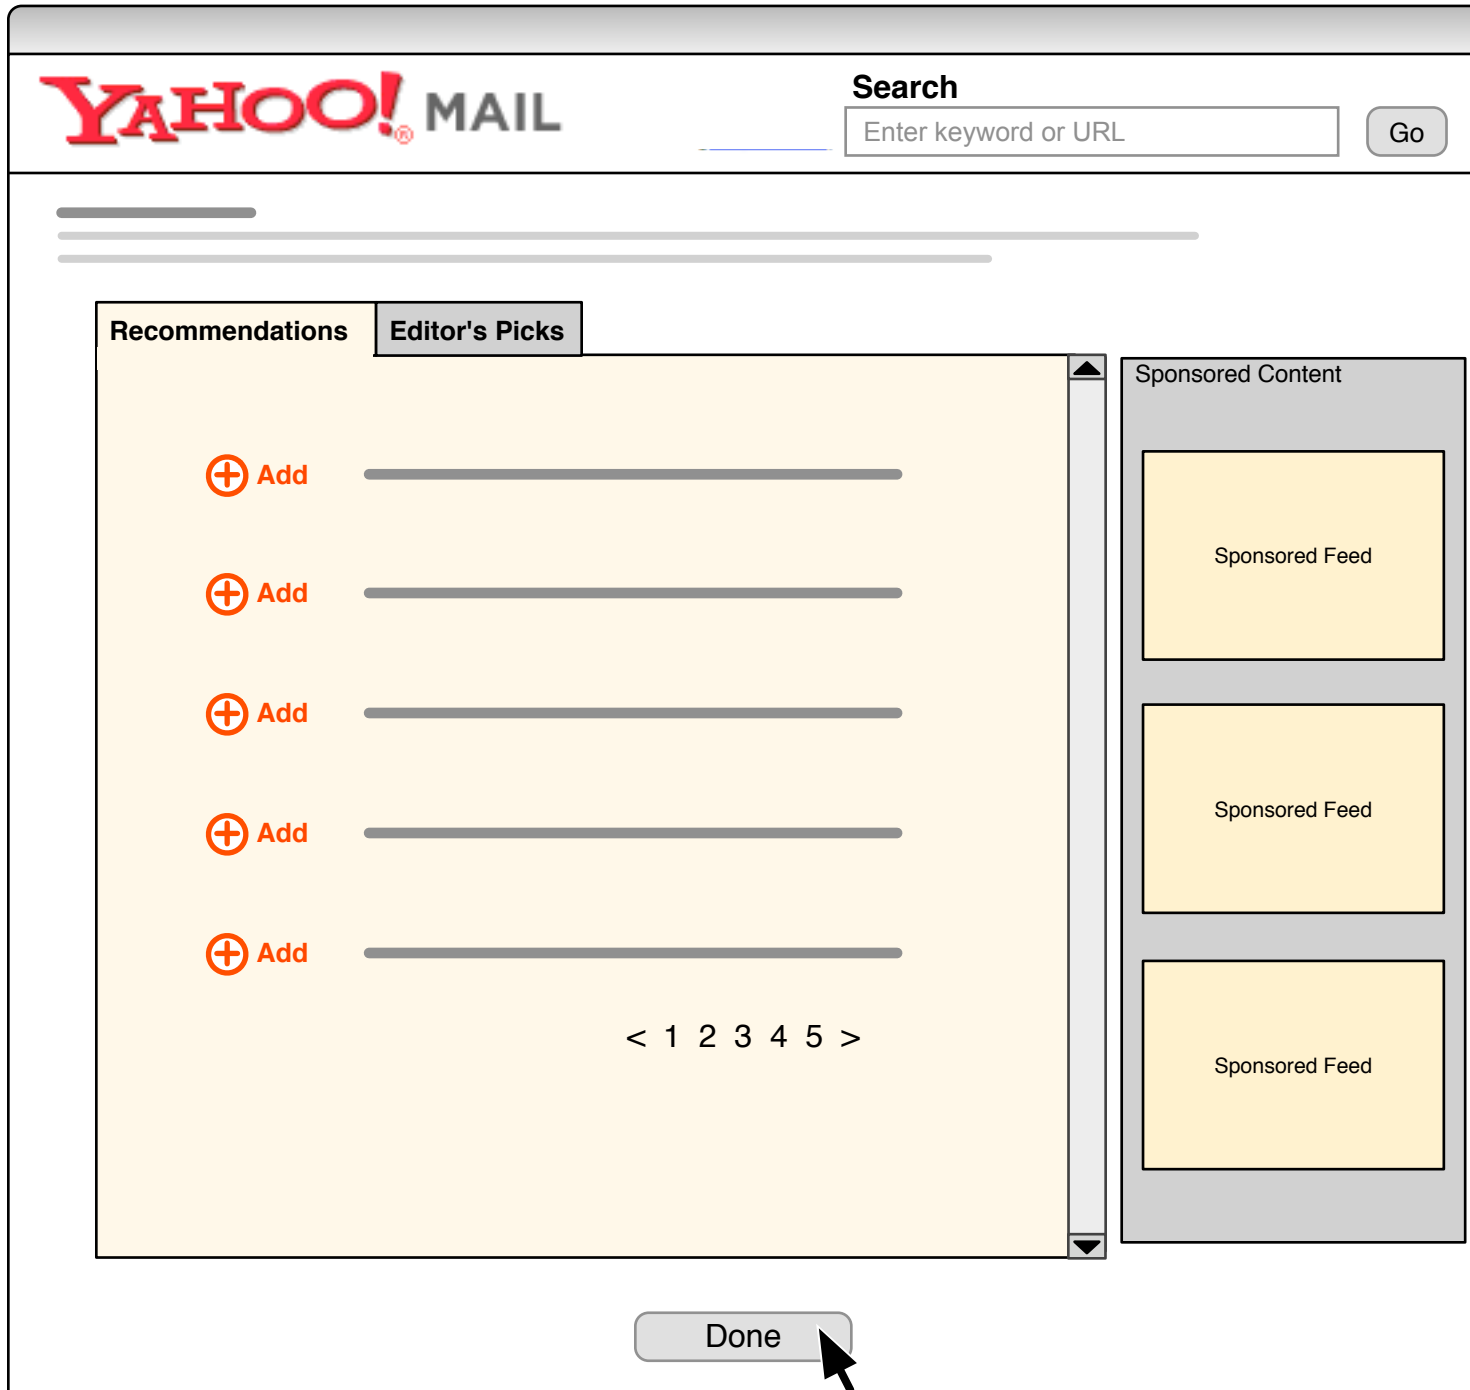 YAHOO!® MAIL
Search
Enter keyword or URL
Go
Recommendations
Editor's Picks
Sponsored Content
Add
Add
Add
Add
Add
< 1 2 3 4 5 >
Sponsored Feed
Sponsored Feed
Sponsored Feed
Done